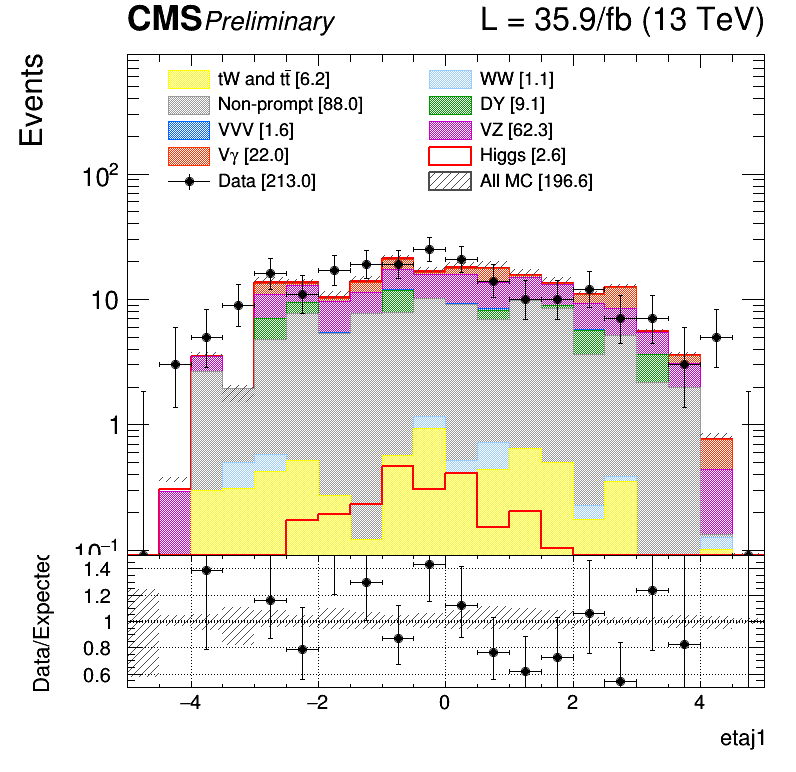 CMS Preliminary L = 35.9/fb (13 TeV)
Events
tW and tt̄ [6.2] WW [1.1]
Non-prompt [88.0] DY [9.1]
VVV [1.6] VZ [62.3]
Vγ [22.0] Higgs [2.6]
Data [213.0] All MC [196.6]
10²
10
1
10⁻¹
Data/Expected
1.4
1.2
1
0.8
0.6
−4 −2 0 2 4
etaj1